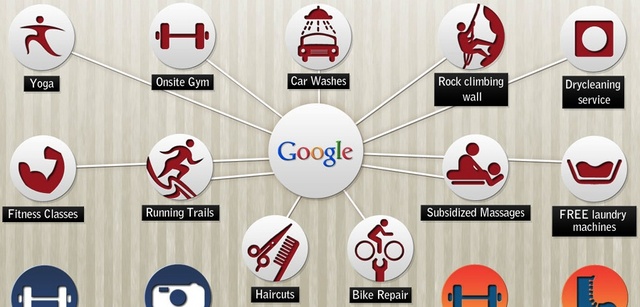 Yoga
Onsite Gym
Car Washes
Rock climbing
wall
Drycleaning
service
Google
Fitness Classes
Running Trails
Subsidized Massages
FREE laundry
machines
Haircuts
Bike Repair